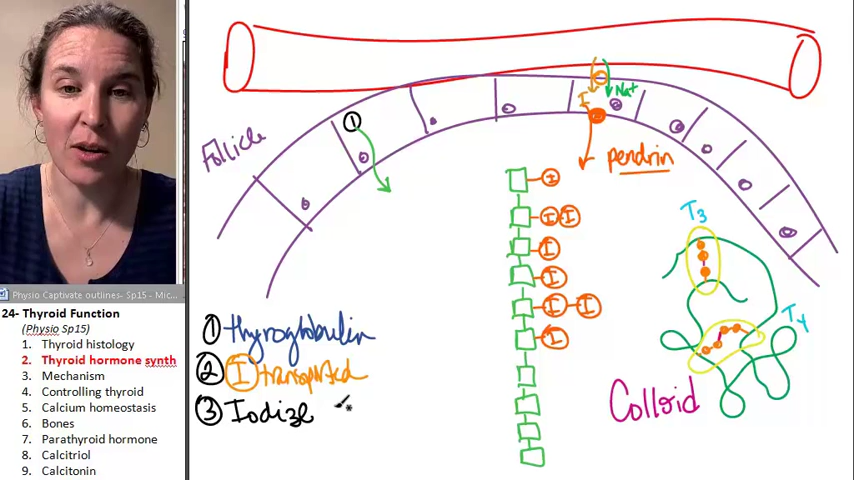 Physio Captivate outlines- Sp15 - Mic...
24- Thyroid Function
(Physio Sp15)
1. Thyroid histology
2. Thyroid hormone synth
3. Mechanism
4. Controlling thyroid
5. Calcium homeostasis
6. Bones
7. Parathyroid hormone
8. Calcitriol
9. Calcitonin
Follicle
1
I
Na+
pendrin
I
I I
I
I
I I
I
T3
T4
Colloid
1 thyroglobulin
2 I transported
3 Iodize